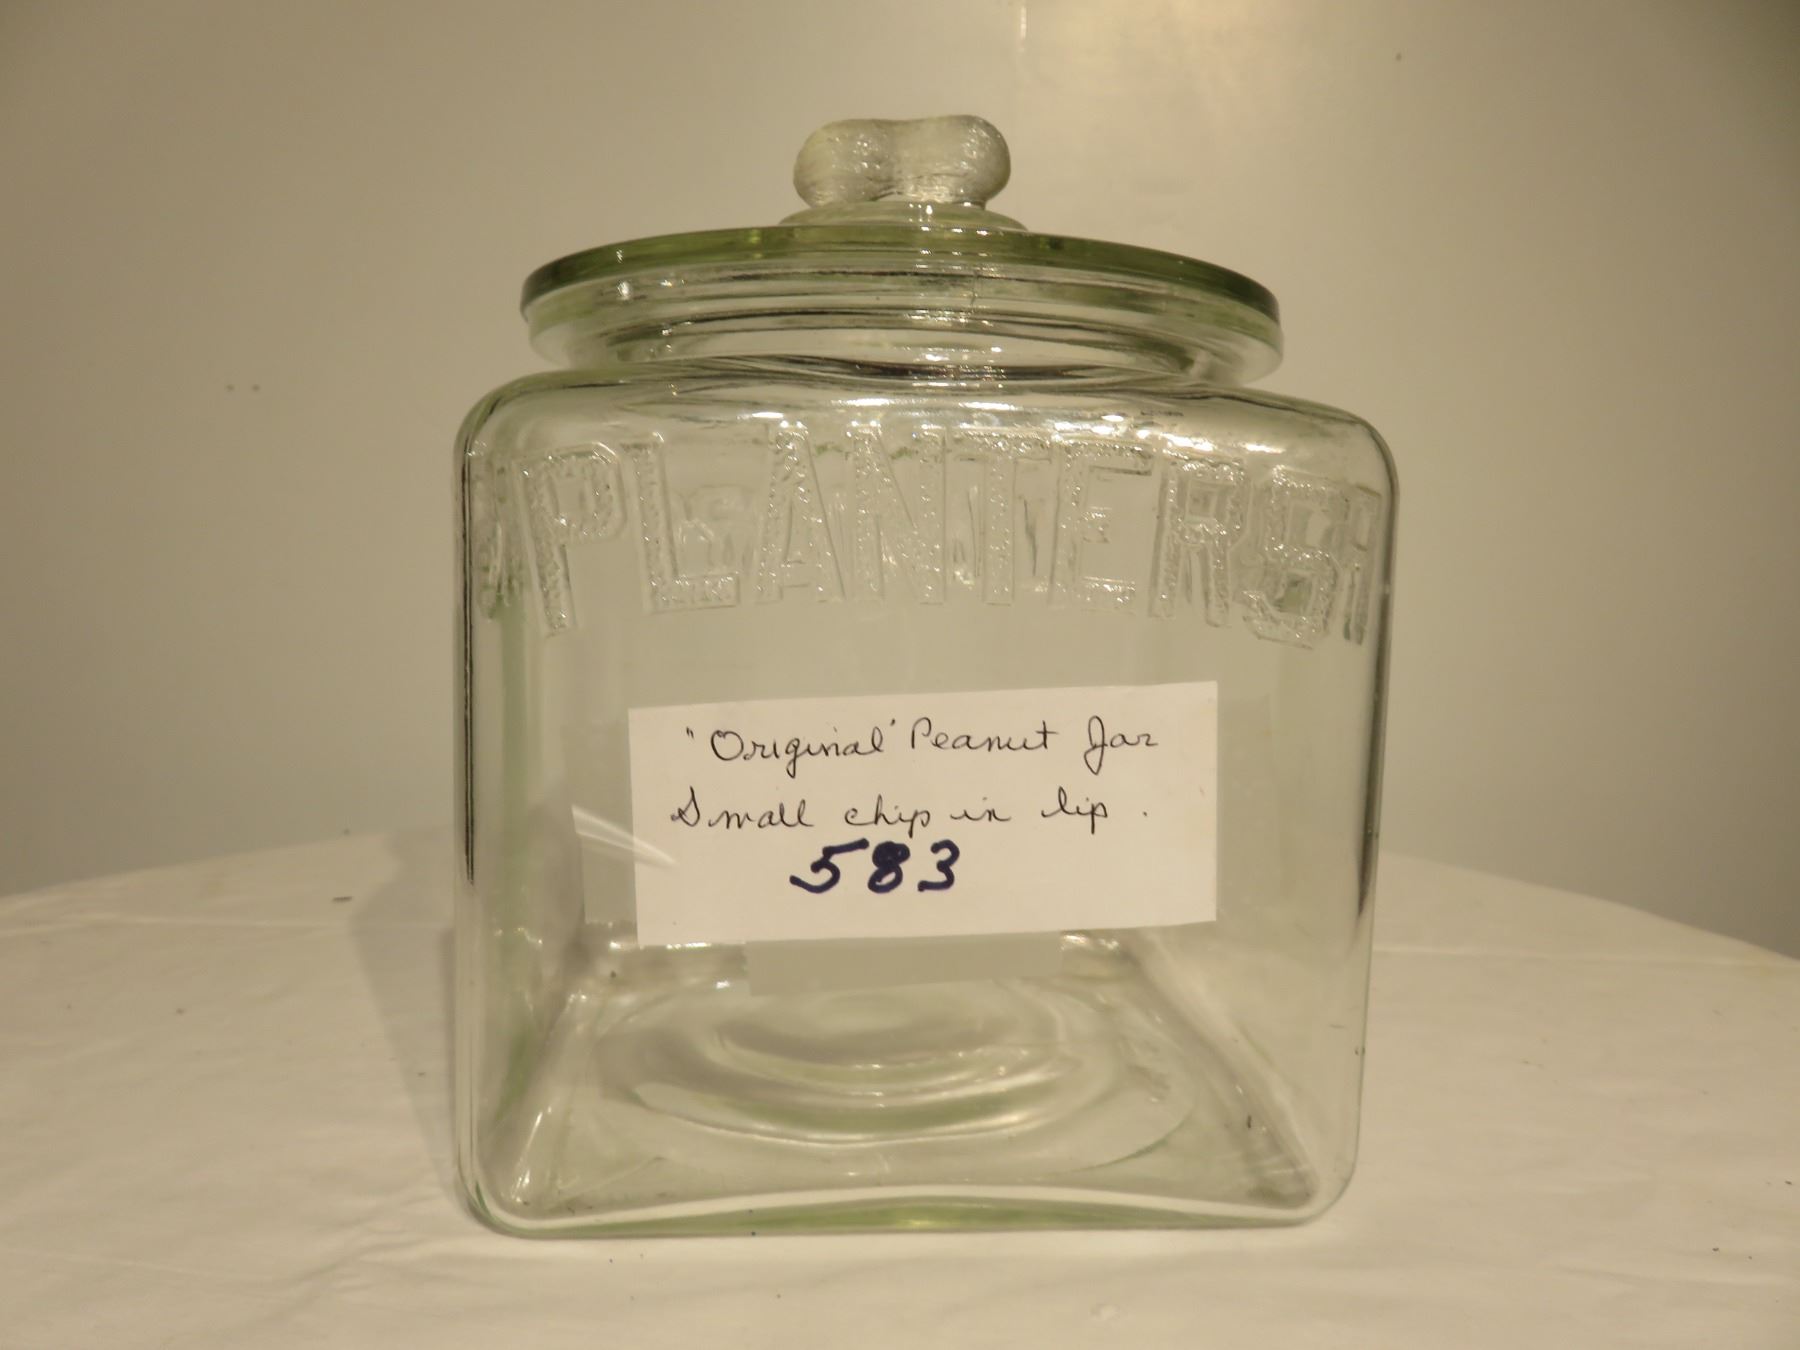 PLANTERS
"Original" Peanut Jar
Small chip in lip.
583